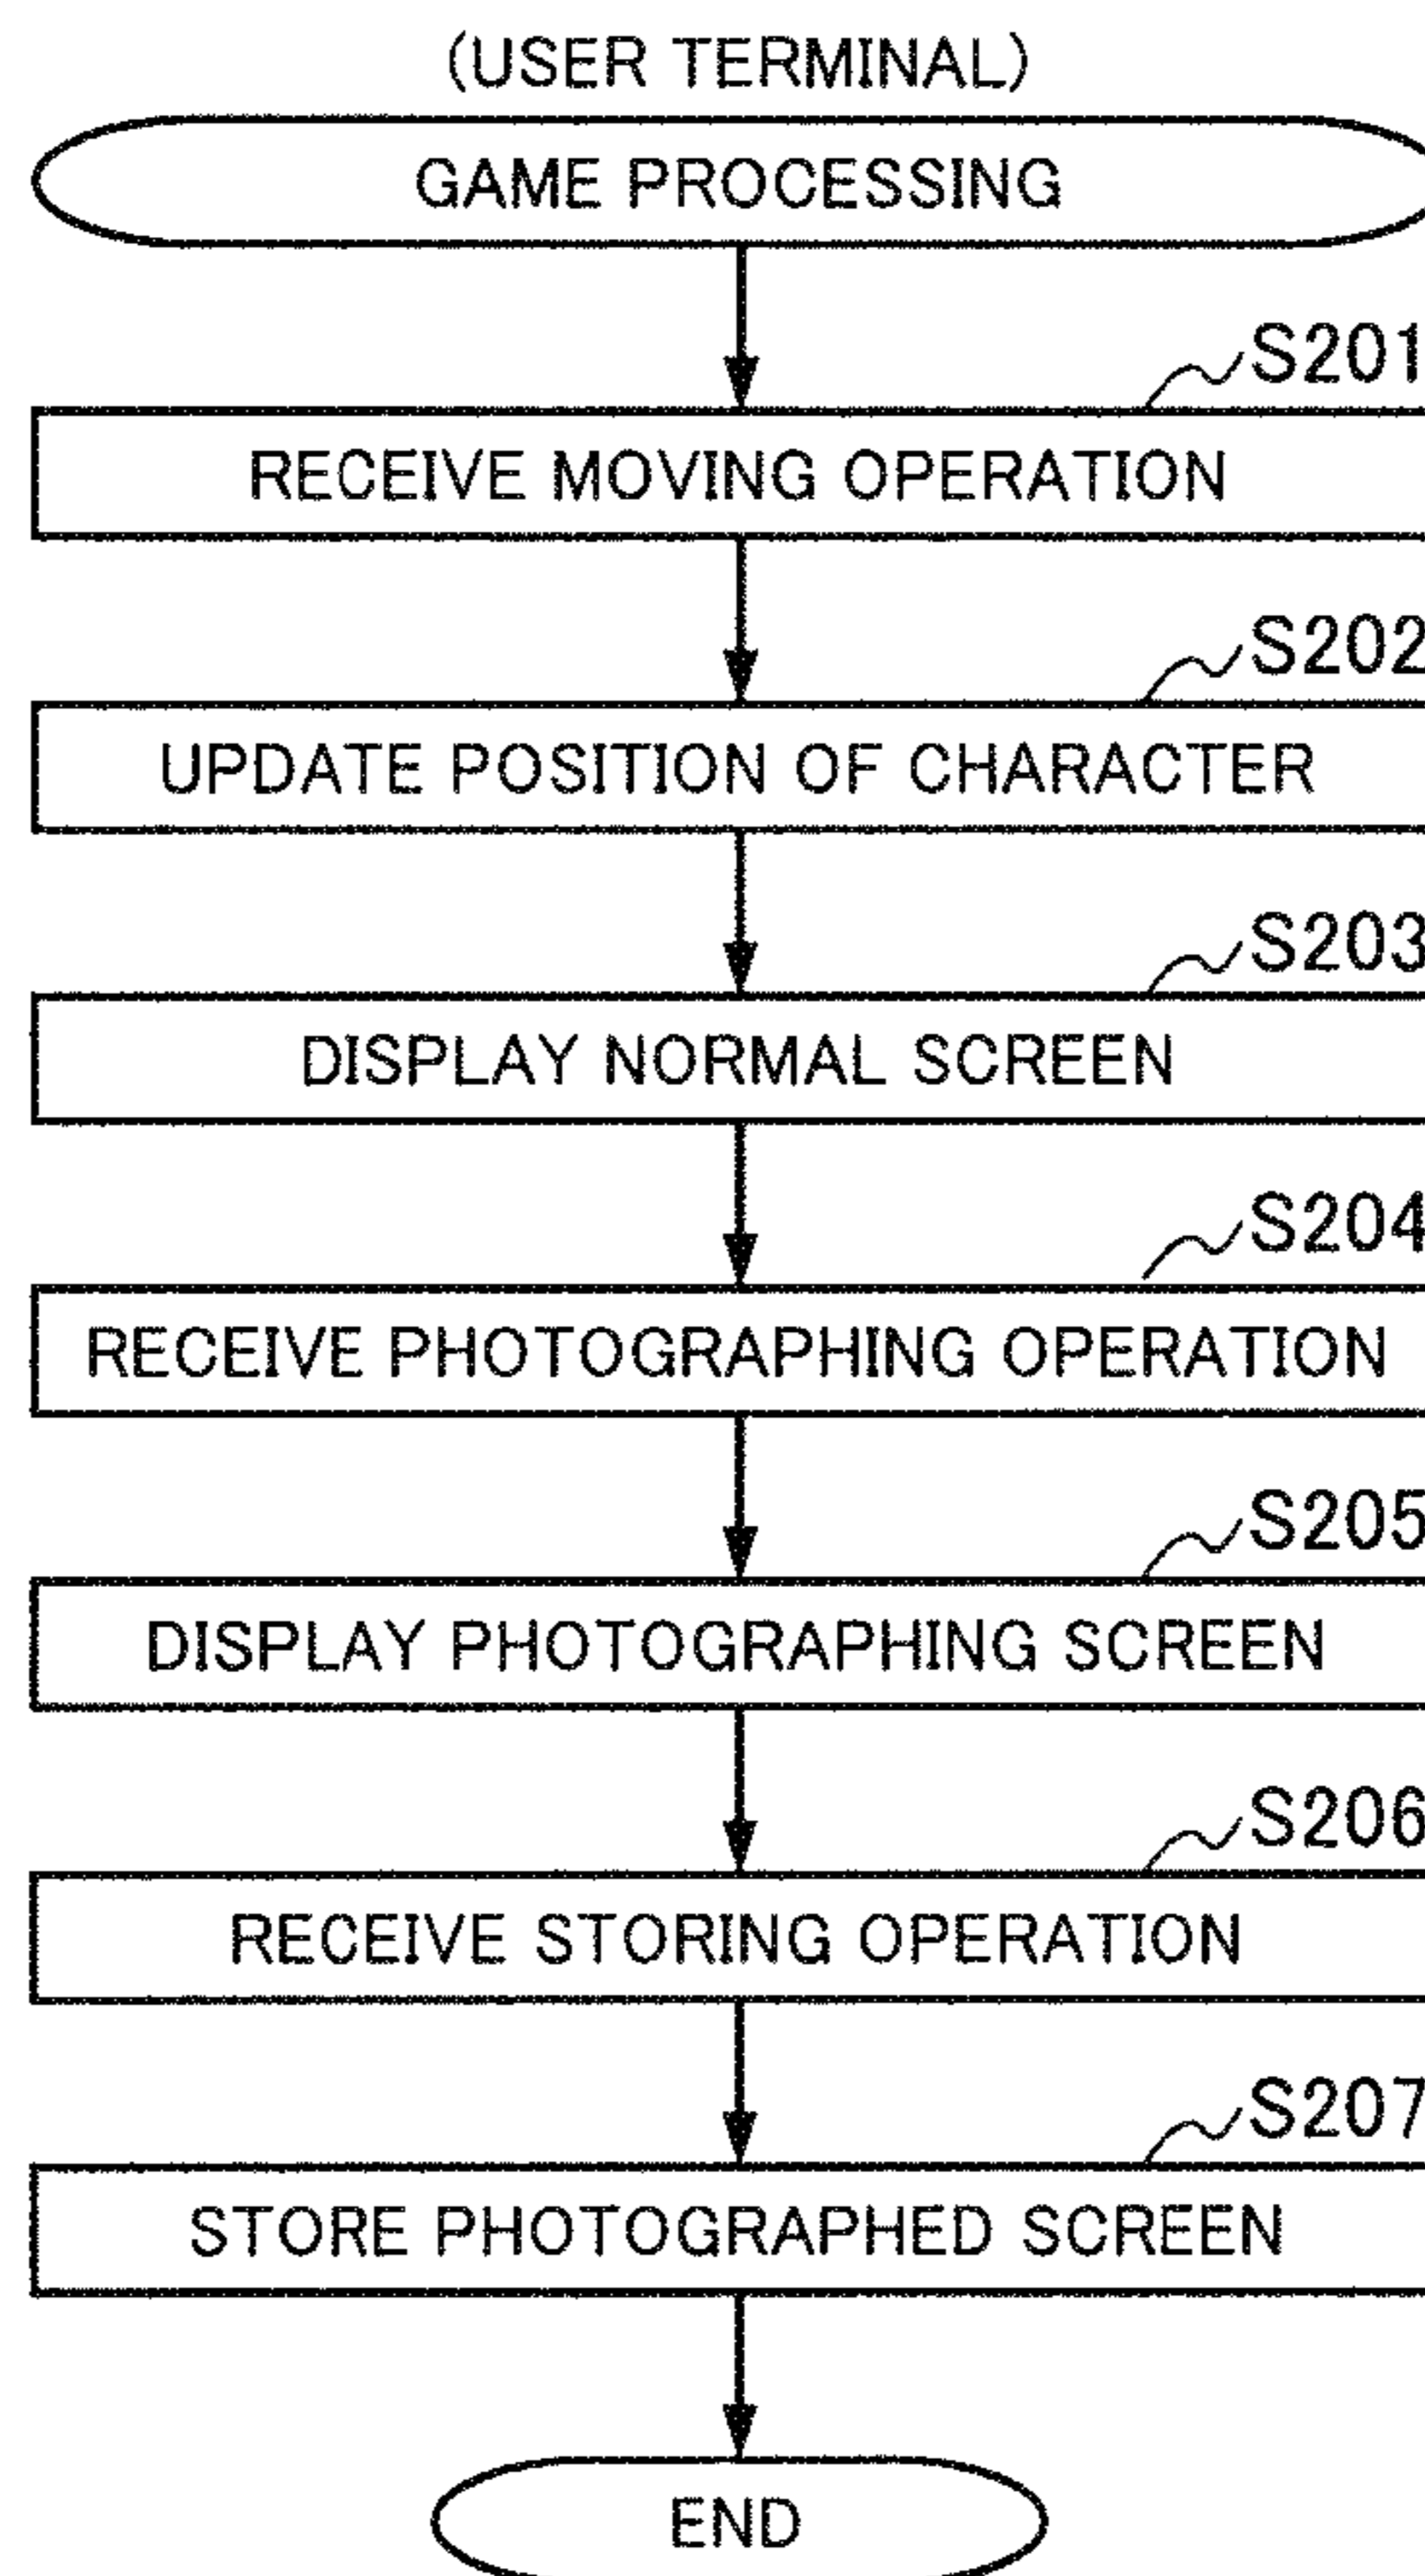 (USER TERMINAL)
GAME PROCESSING
S201
RECEIVE MOVING OPERATION
S202
UPDATE POSITION OF CHARACTER
S203
DISPLAY NORMAL SCREEN
S204
RECEIVE PHOTOGRAPHING OPERATION
S205
DISPLAY PHOTOGRAPHING SCREEN
S206
RECEIVE STORING OPERATION
S207
STORE PHOTOGRAPHED SCREEN
END